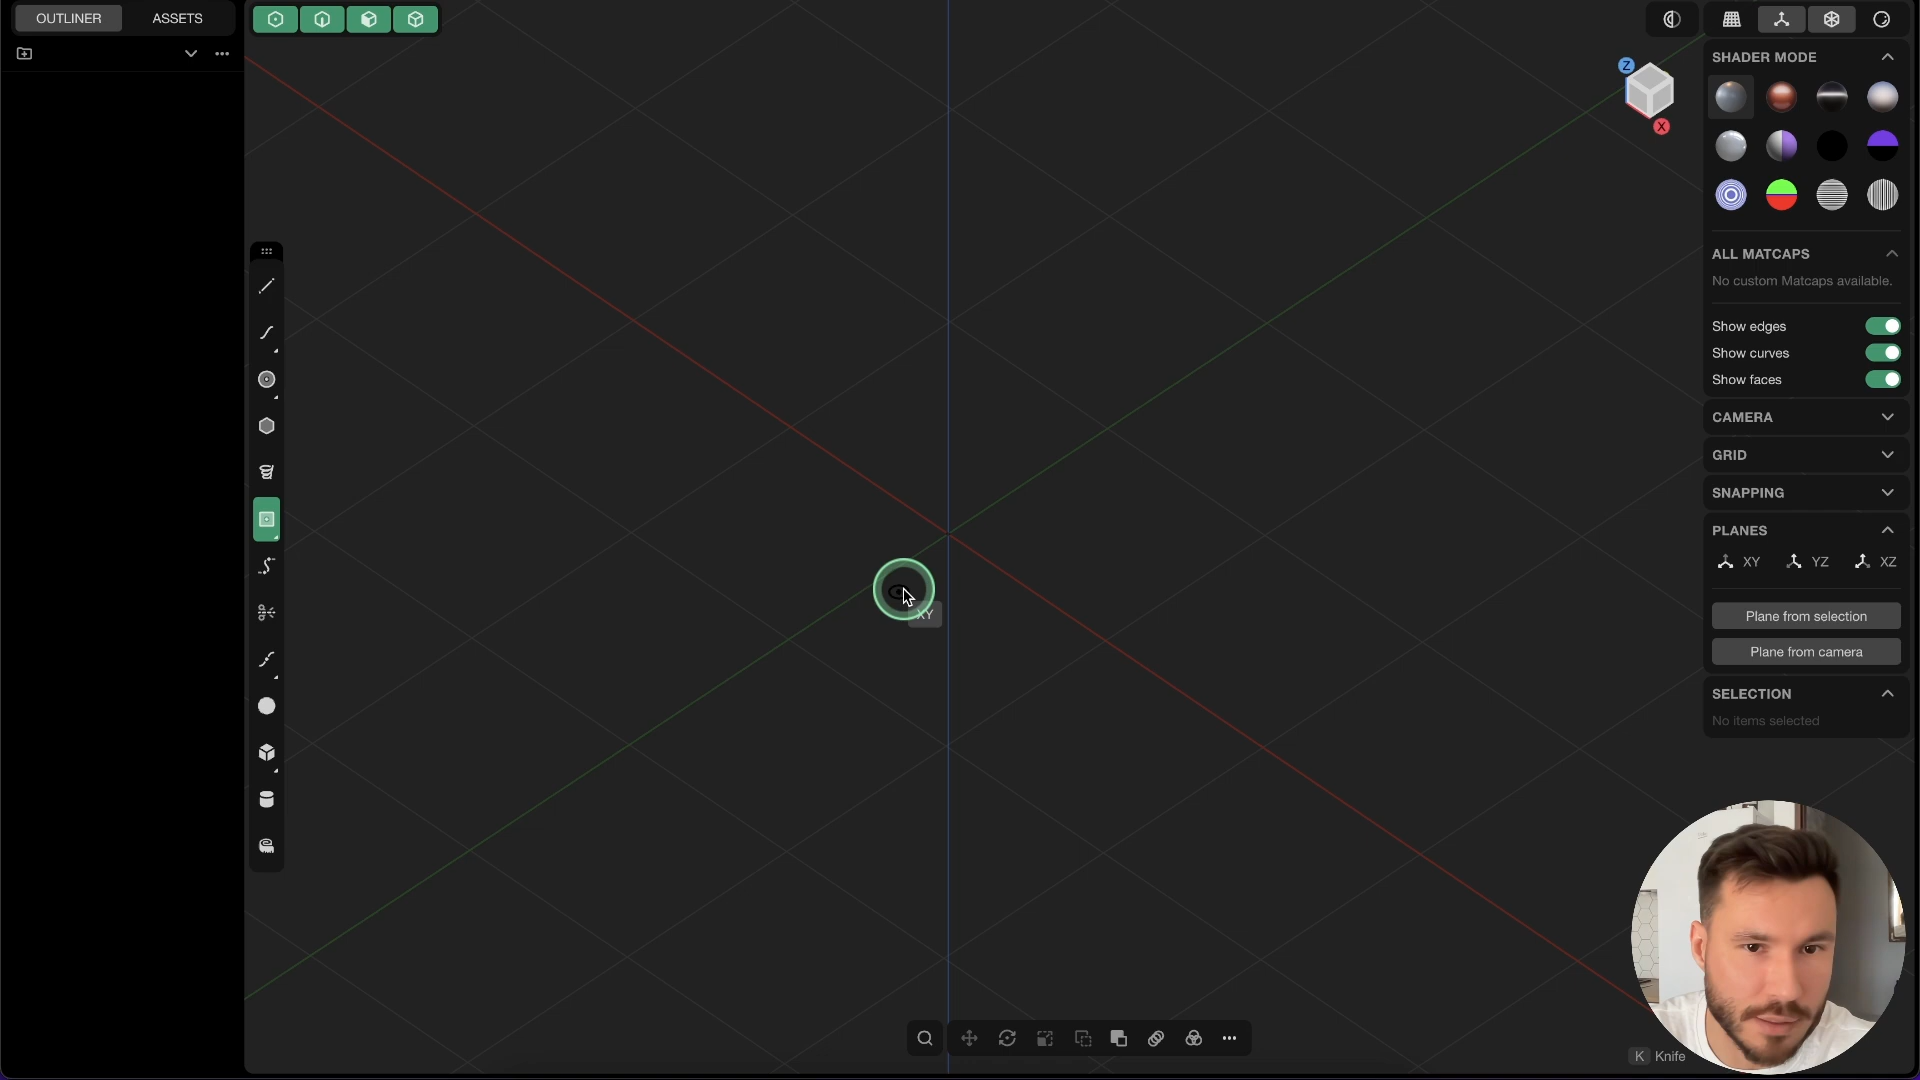 OUTLINER
ASSETS
SHADER MODE
Z
X
ALL MATCAPS
No custom Matcaps available.
Show edges
Show curves
Show faces
CAMERA
GRID
SNAPPING
PLANES
XY
YZ
XZ
XY
Plane from selection
Plane from camera
SELECTION
No items selected
K Knife